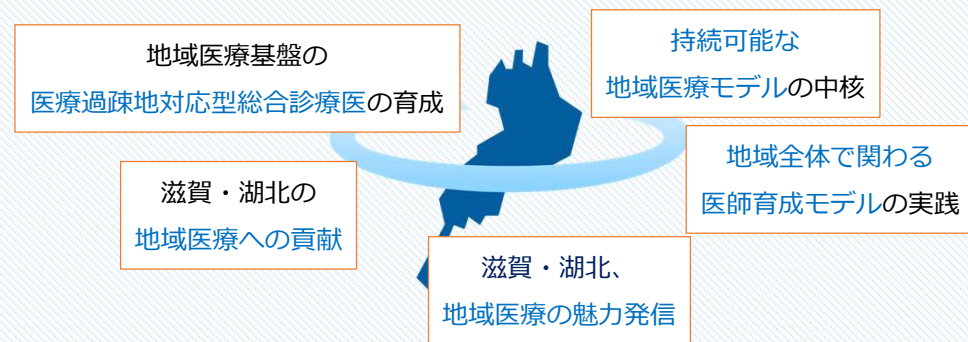 地域医療基盤の
医療過疎地対応型総合診療医の育成
持続可能な
地域医療モデルの中核
滋賀・湖北の
地域医療への貢献
地域全体で関わる
医師育成モデルの実践
滋賀・湖北、
地域医療の魅力発信